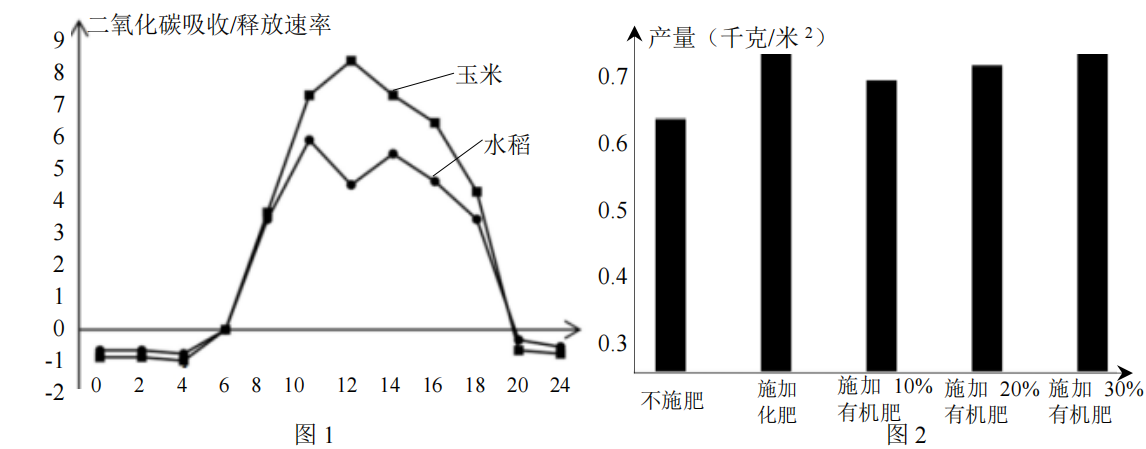 二氧化碳吸收/释放速率
9
8
7
6
5
4
3
2
1
0
-1
-2
玉米
水稻
0 2 4 6 8 10 12 14 16 18 20 24
图 1
产量（千克/米 2）
0.7
0.6
0.5
0.4
0.3
不施肥
施加
化肥
施加 10%
有机肥
施加 20%
有机肥
施加 30%
有机肥
图 2